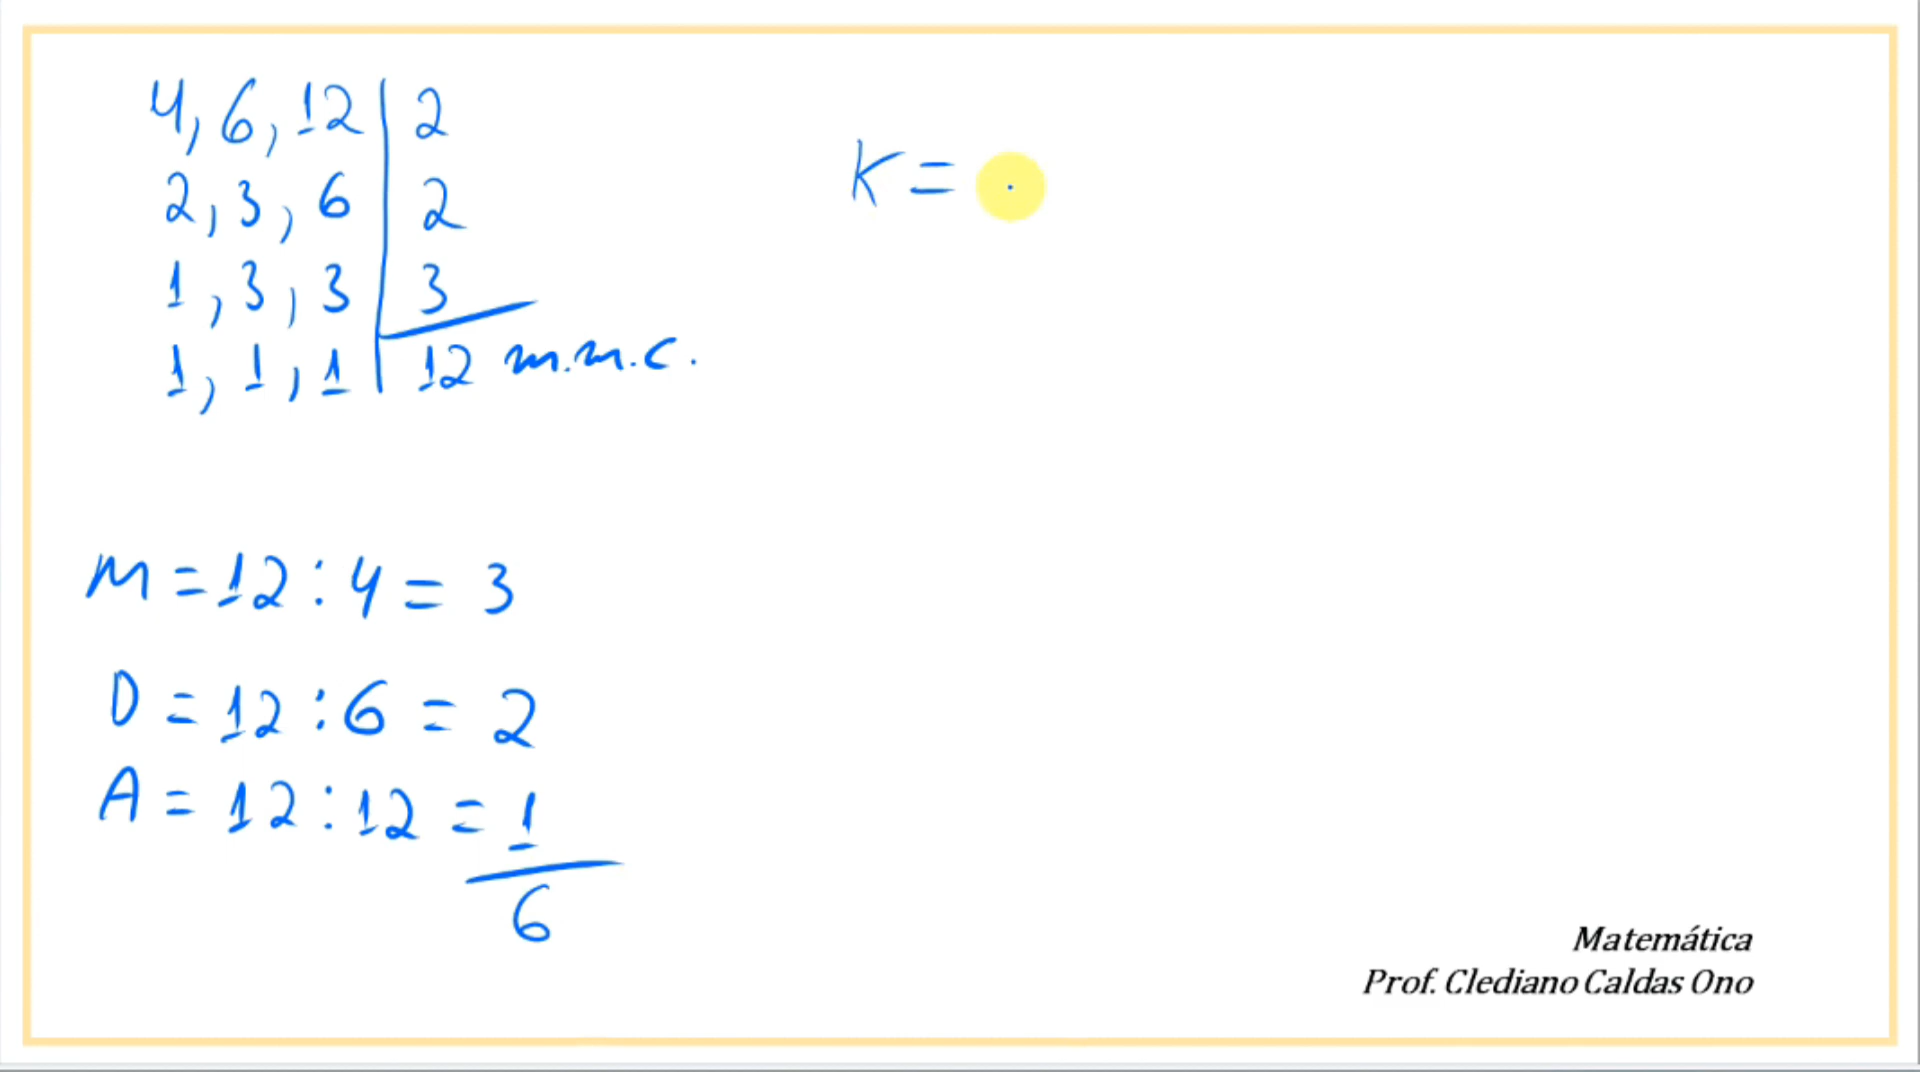 4, 6, 12 | 2
2, 3, 6 | 2
1, 3, 3 | 3
1, 1, 1 | 12 m.m.c.
K =
M = 12 : 4 = 3
D = 12 : 6 = 2
A = 12 : 12 = 1
6
Matemática
Prof. Clediano Caldas Ono